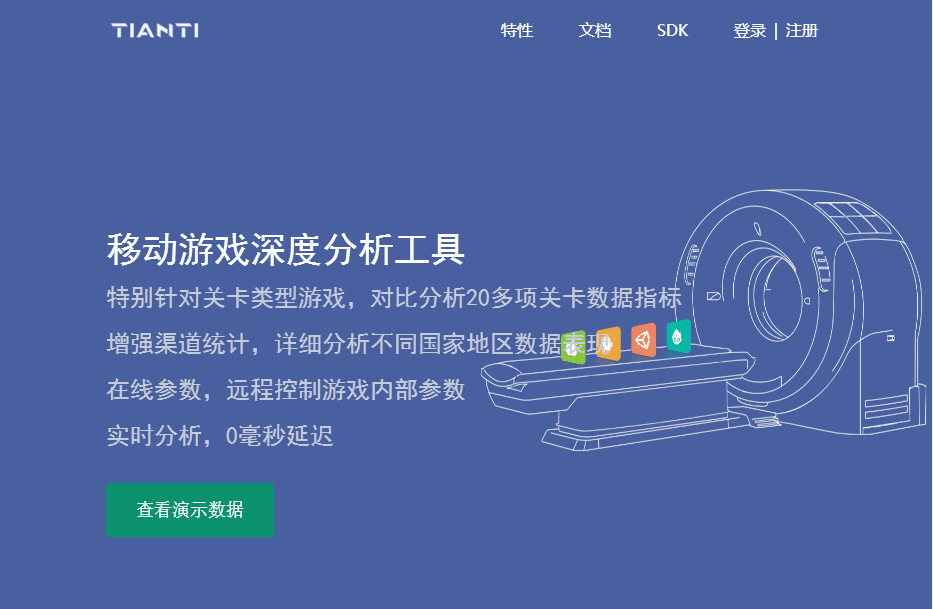 TIANTI
特性 文档 SDK 登录 | 注册
移动游戏深度分析工具
特别针对关卡类型游戏，对比分析20多项关卡数据指标
增强渠道统计，详细分析不同国家地区数据表现
在线参数，远程控制游戏内部参数
实时分析，0毫秒延迟
查看演示数据